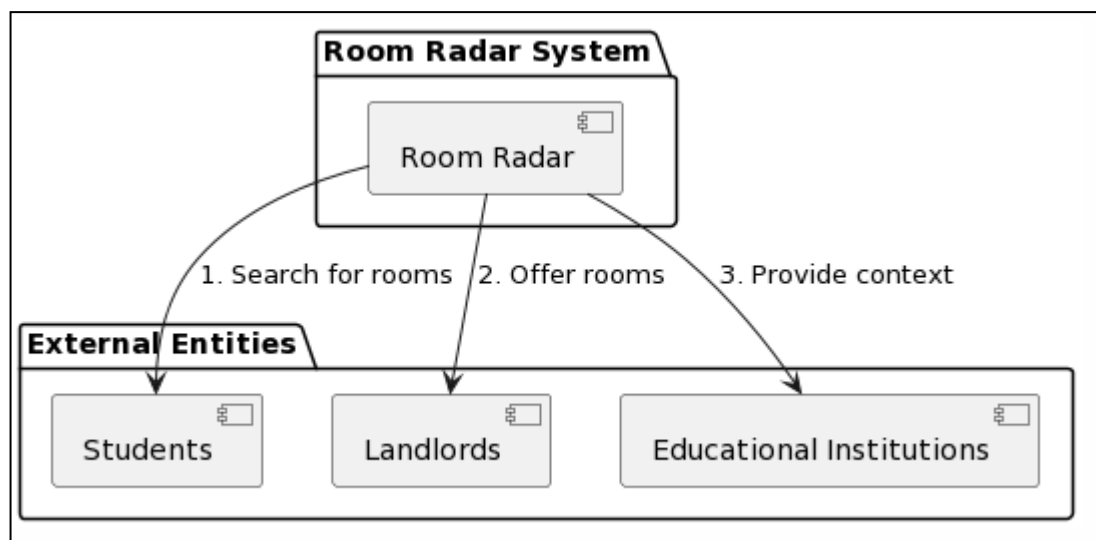 Room Radar System
Room Radar
1. Search for rooms
2. Offer rooms
3. Provide context
External Entities
Students
Landlords
Educational Institutions